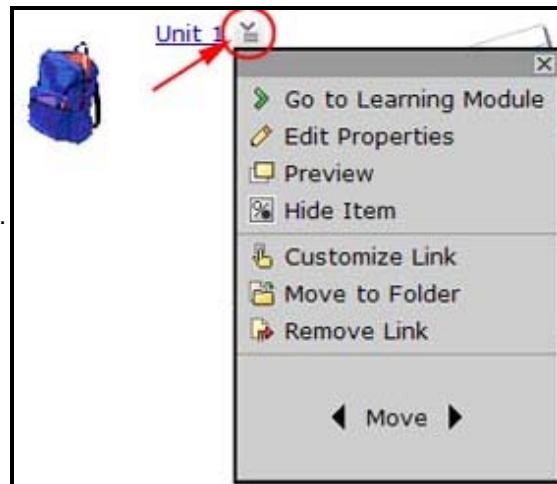 Unit 1
Go to Learning Module
Edit Properties
Preview
Hide Item
Customize Link
Move to Folder
Remove Link
Move